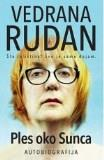 VEDRANA
RUDAN
Ples oko Sunca
AUTOBIOGRAFIJA